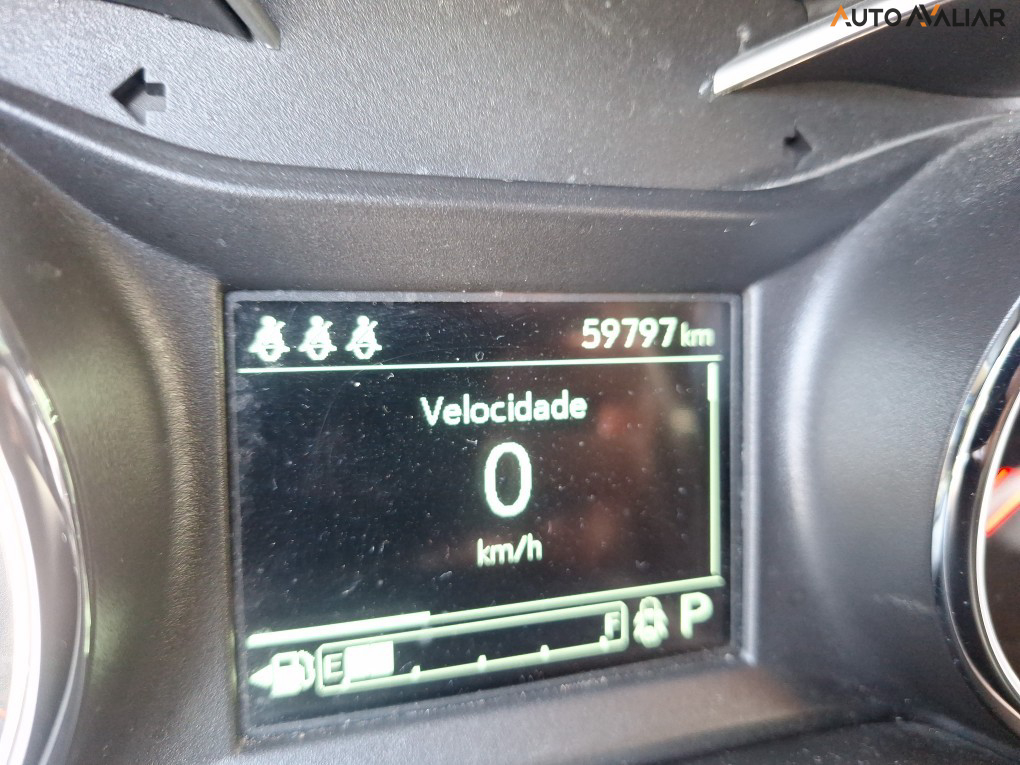 AUTO AVALIAR
59797 km
Velocidade
0
km/h
E F P